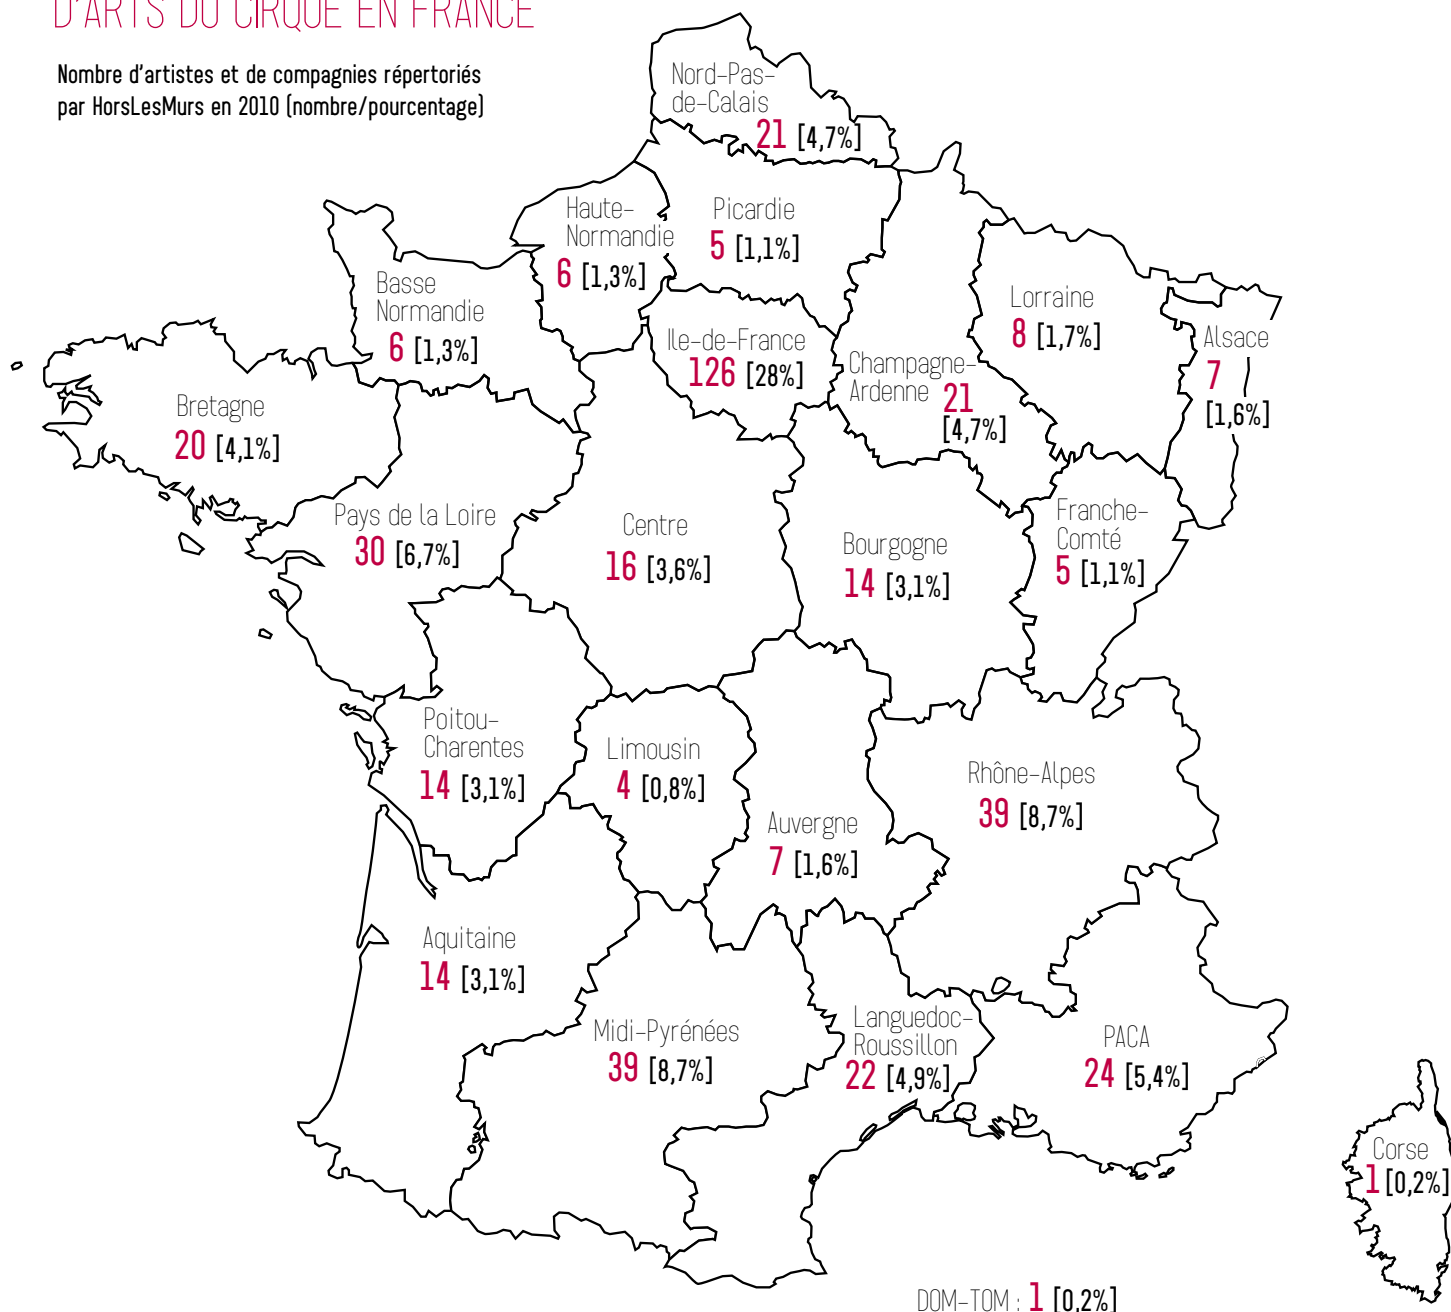 D'ARTS DU CIRQUE EN FRANCE
Nombre d'artistes et de compagnies répertoriés
par HorsLesMurs en 2010 (nombre/pourcentage)
Nord-Pas-
de-Calais
21 [4,7%]
Haute-
Normandie
6 [1,3%]
Picardie
5 [1,1%]
Basse
Normandie
6 [1,3%]
Ile-de-France
126 [28%]
Champagne-
Ardenne 21
[4,7%]
Lorraine
8 [1,7%]
Alsace
7
[1,6%]
Bretagne
20 [4,1%]
Pays de la Loire
30 [6,7%]
Centre
16 [3,6%]
Bourgogne
14 [3,1%]
Franche-
Comté
5 [1,1%]
Poitou-
Charentes
14 [3,1%]
Limousin
4 [0,8%]
Auvergne
7 [1,6%]
Rhône-Alpes
39 [8,7%]
Aquitaine
14 [3,1%]
Midi-Pyrénées
39 [8,7%]
Languedoc-
Roussillon
22 [4,9%]
PACA
24 [5,4%]
Corse
1 [0,2%]
DOM-TOM : 1 [0,2%]